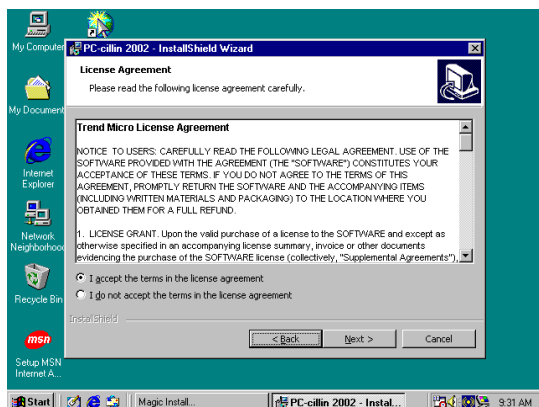 My Computer
PC-cillin 2002 - InstallShield Wizard
License Agreement
Please read the following license agreement carefully.
My Document
Trend Micro License Agreement
NOTICE TO USERS: CAREFULLY READ THE FOLLOWING LEGAL AGREEMENT. USE OF THE
SOFTWARE PROVIDED WITH THE AGREEMENT (THE "SOFTWARE") CONSTITUTES YOUR
ACCEPTANCE OF THESE TERMS. IF YOU DO NOT AGREE TO THE TERMS OF THIS
AGREEMENT, PROMPTLY RETURN THE SOFTWARE AND THE ACCOMPANYING ITEMS
(INCLUDING WRITTEN MATERIALS AND PACKAGING) TO THE LOCATION WHERE YOU
OBTAINED THEM FOR A FULL REFUND.
Internet
Explorer
1. LICENSE GRANT. Upon the valid purchase of a license to the SOFTWARE and except as
otherwise specified in an accompanying license summary, invoice or other documents
evidencing the purchase of the SOFTWARE license (collectively, "Supplemental Agreements"),
Network
Neighborhood
I accept the terms in the license agreement
I do not accept the terms in the license agreement
Recycle Bin
InstallShield
< Back
Next >
Cancel
msn
Setup MSN
Internet A...
Start
Magic Install...
PC-cillin 2002 - Instal...
9:31 AM